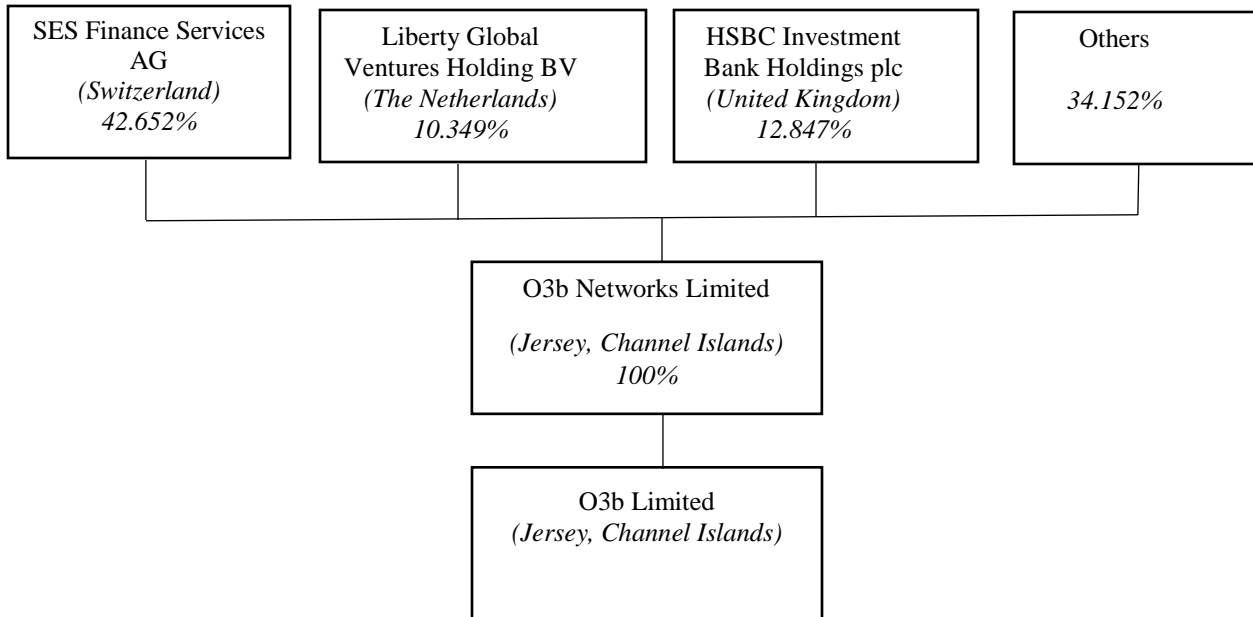 SES Finance Services
AG
(Switzerland)
42.652%
Liberty Global
Ventures Holding BV
(The Netherlands)
10.349%
HSBC Investment
Bank Holdings plc
(United Kingdom)
12.847%
Others
34.152%
O3b Networks Limited
(Jersey, Channel Islands)
100%
O3b Limited
(Jersey, Channel Islands)